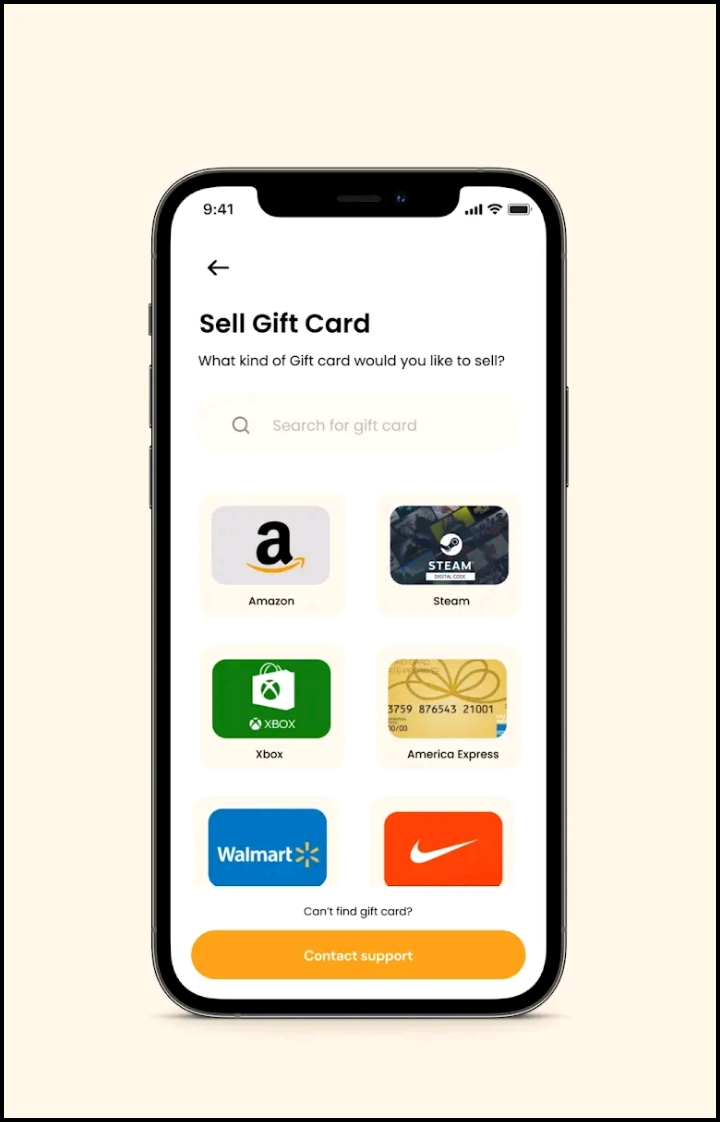 9:41
Sell Gift Card
What kind of Gift card would you like to sell?
Search for gift card
a
STEAM
DIGITAL CODE
Amazon
Steam
XBOX
3759 876543 21001
10/00
Xbox
America Express
Walmart
Can't find gift card?
Contact support